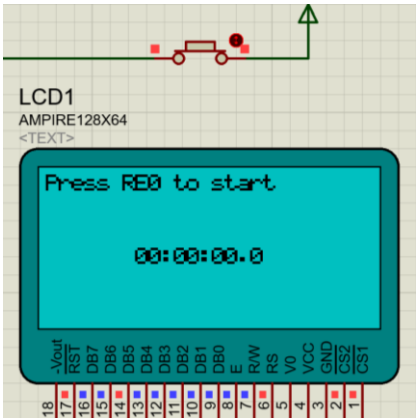 LCD1
AMPIRE128X64
<TEXT>
Press RE0 to start
00:00:00.0
-Vout
RST
DB7
DB6
DB5
DB4
DB3
DB2
DB1
DB0
E
R/W
RS
V0
VCC
GND
CS2
CS1
18
17
16
15
14
13
12
11
10
9
8
7
6
5
4
3
2
1